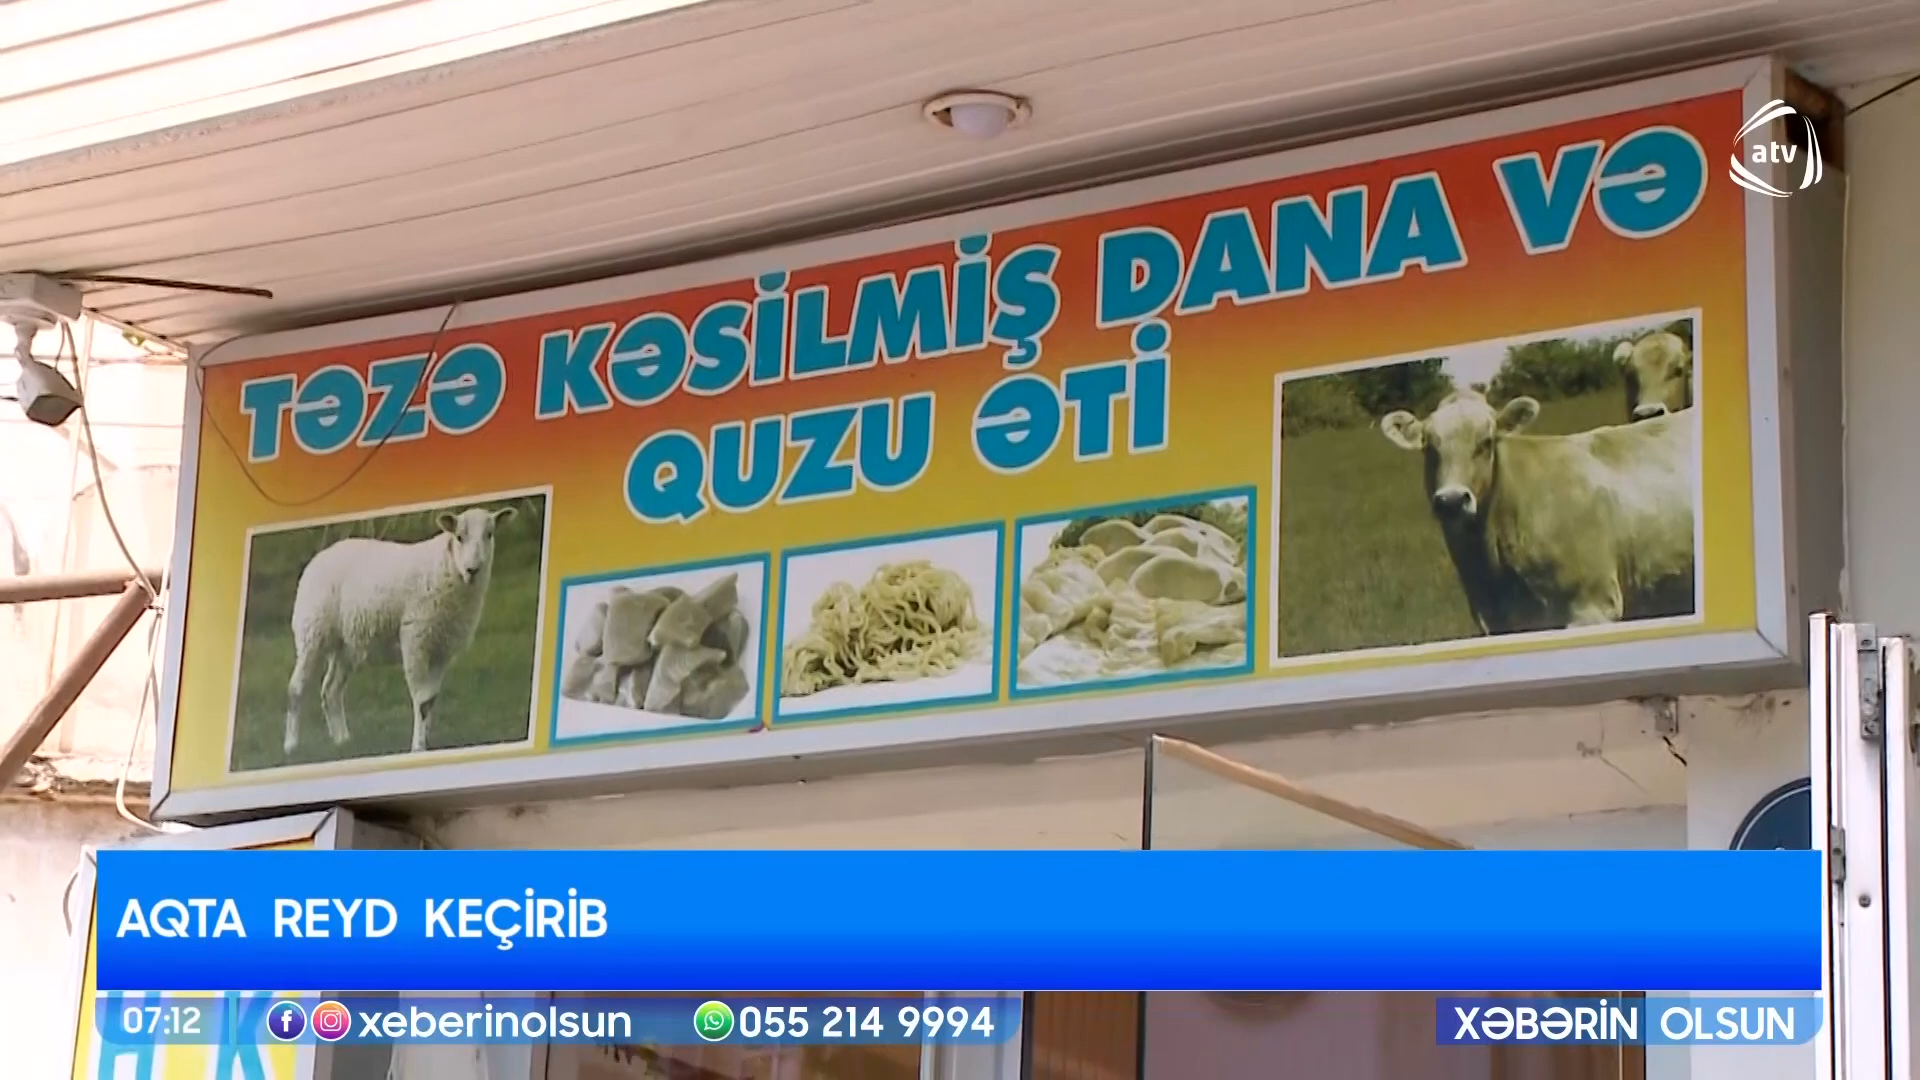 atv
TƏZƏ KƏSİLMİŞ DANA VƏ
QUZU ƏTİ
AQTA REYD KEÇİRİB
07:12 xeberinolsun 055 214 9994 XƏBƏRİN OLSUN